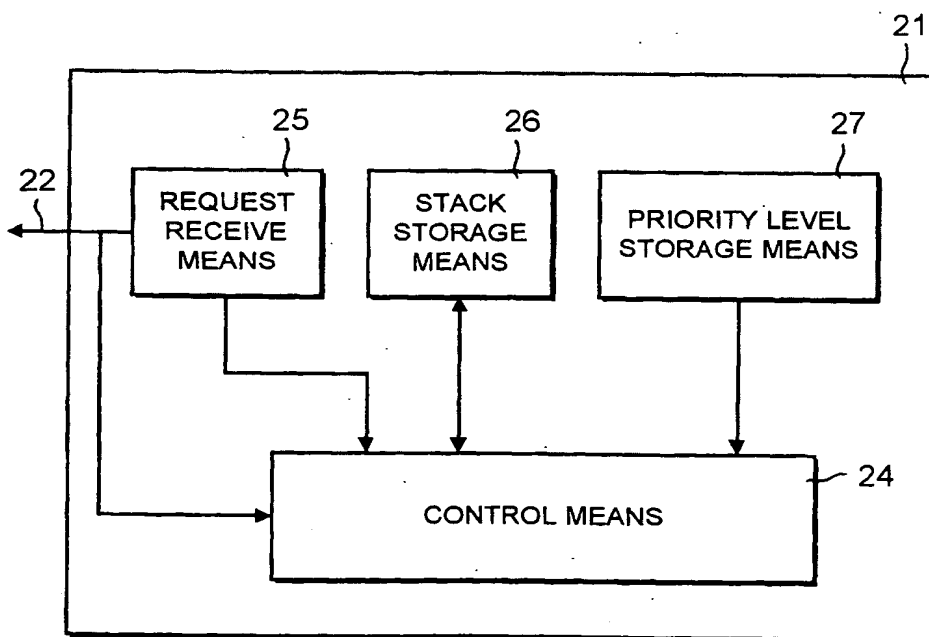 21
25
26
27
22
REQUEST
RECEIVE
MEANS
STACK
STORAGE
MEANS
PRIORITY LEVEL
STORAGE MEANS
24
CONTROL MEANS